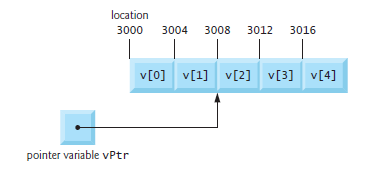 location
3000 3004 3008 3012 3016
v[0] v[1] v[2] v[3] v[4]
pointer variable vPtr